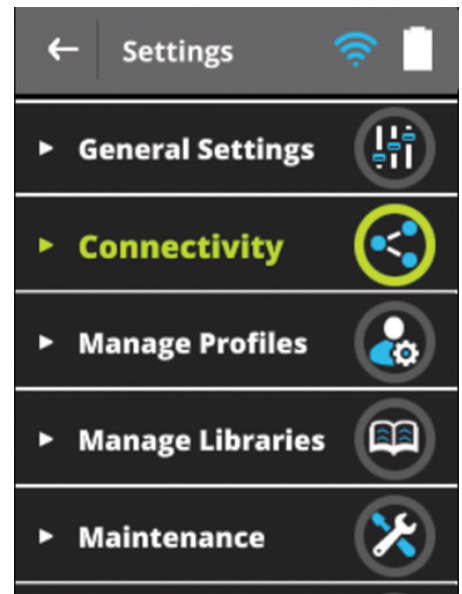 Settings
General Settings
Connectivity
Manage Profiles
Manage Libraries
Maintenance